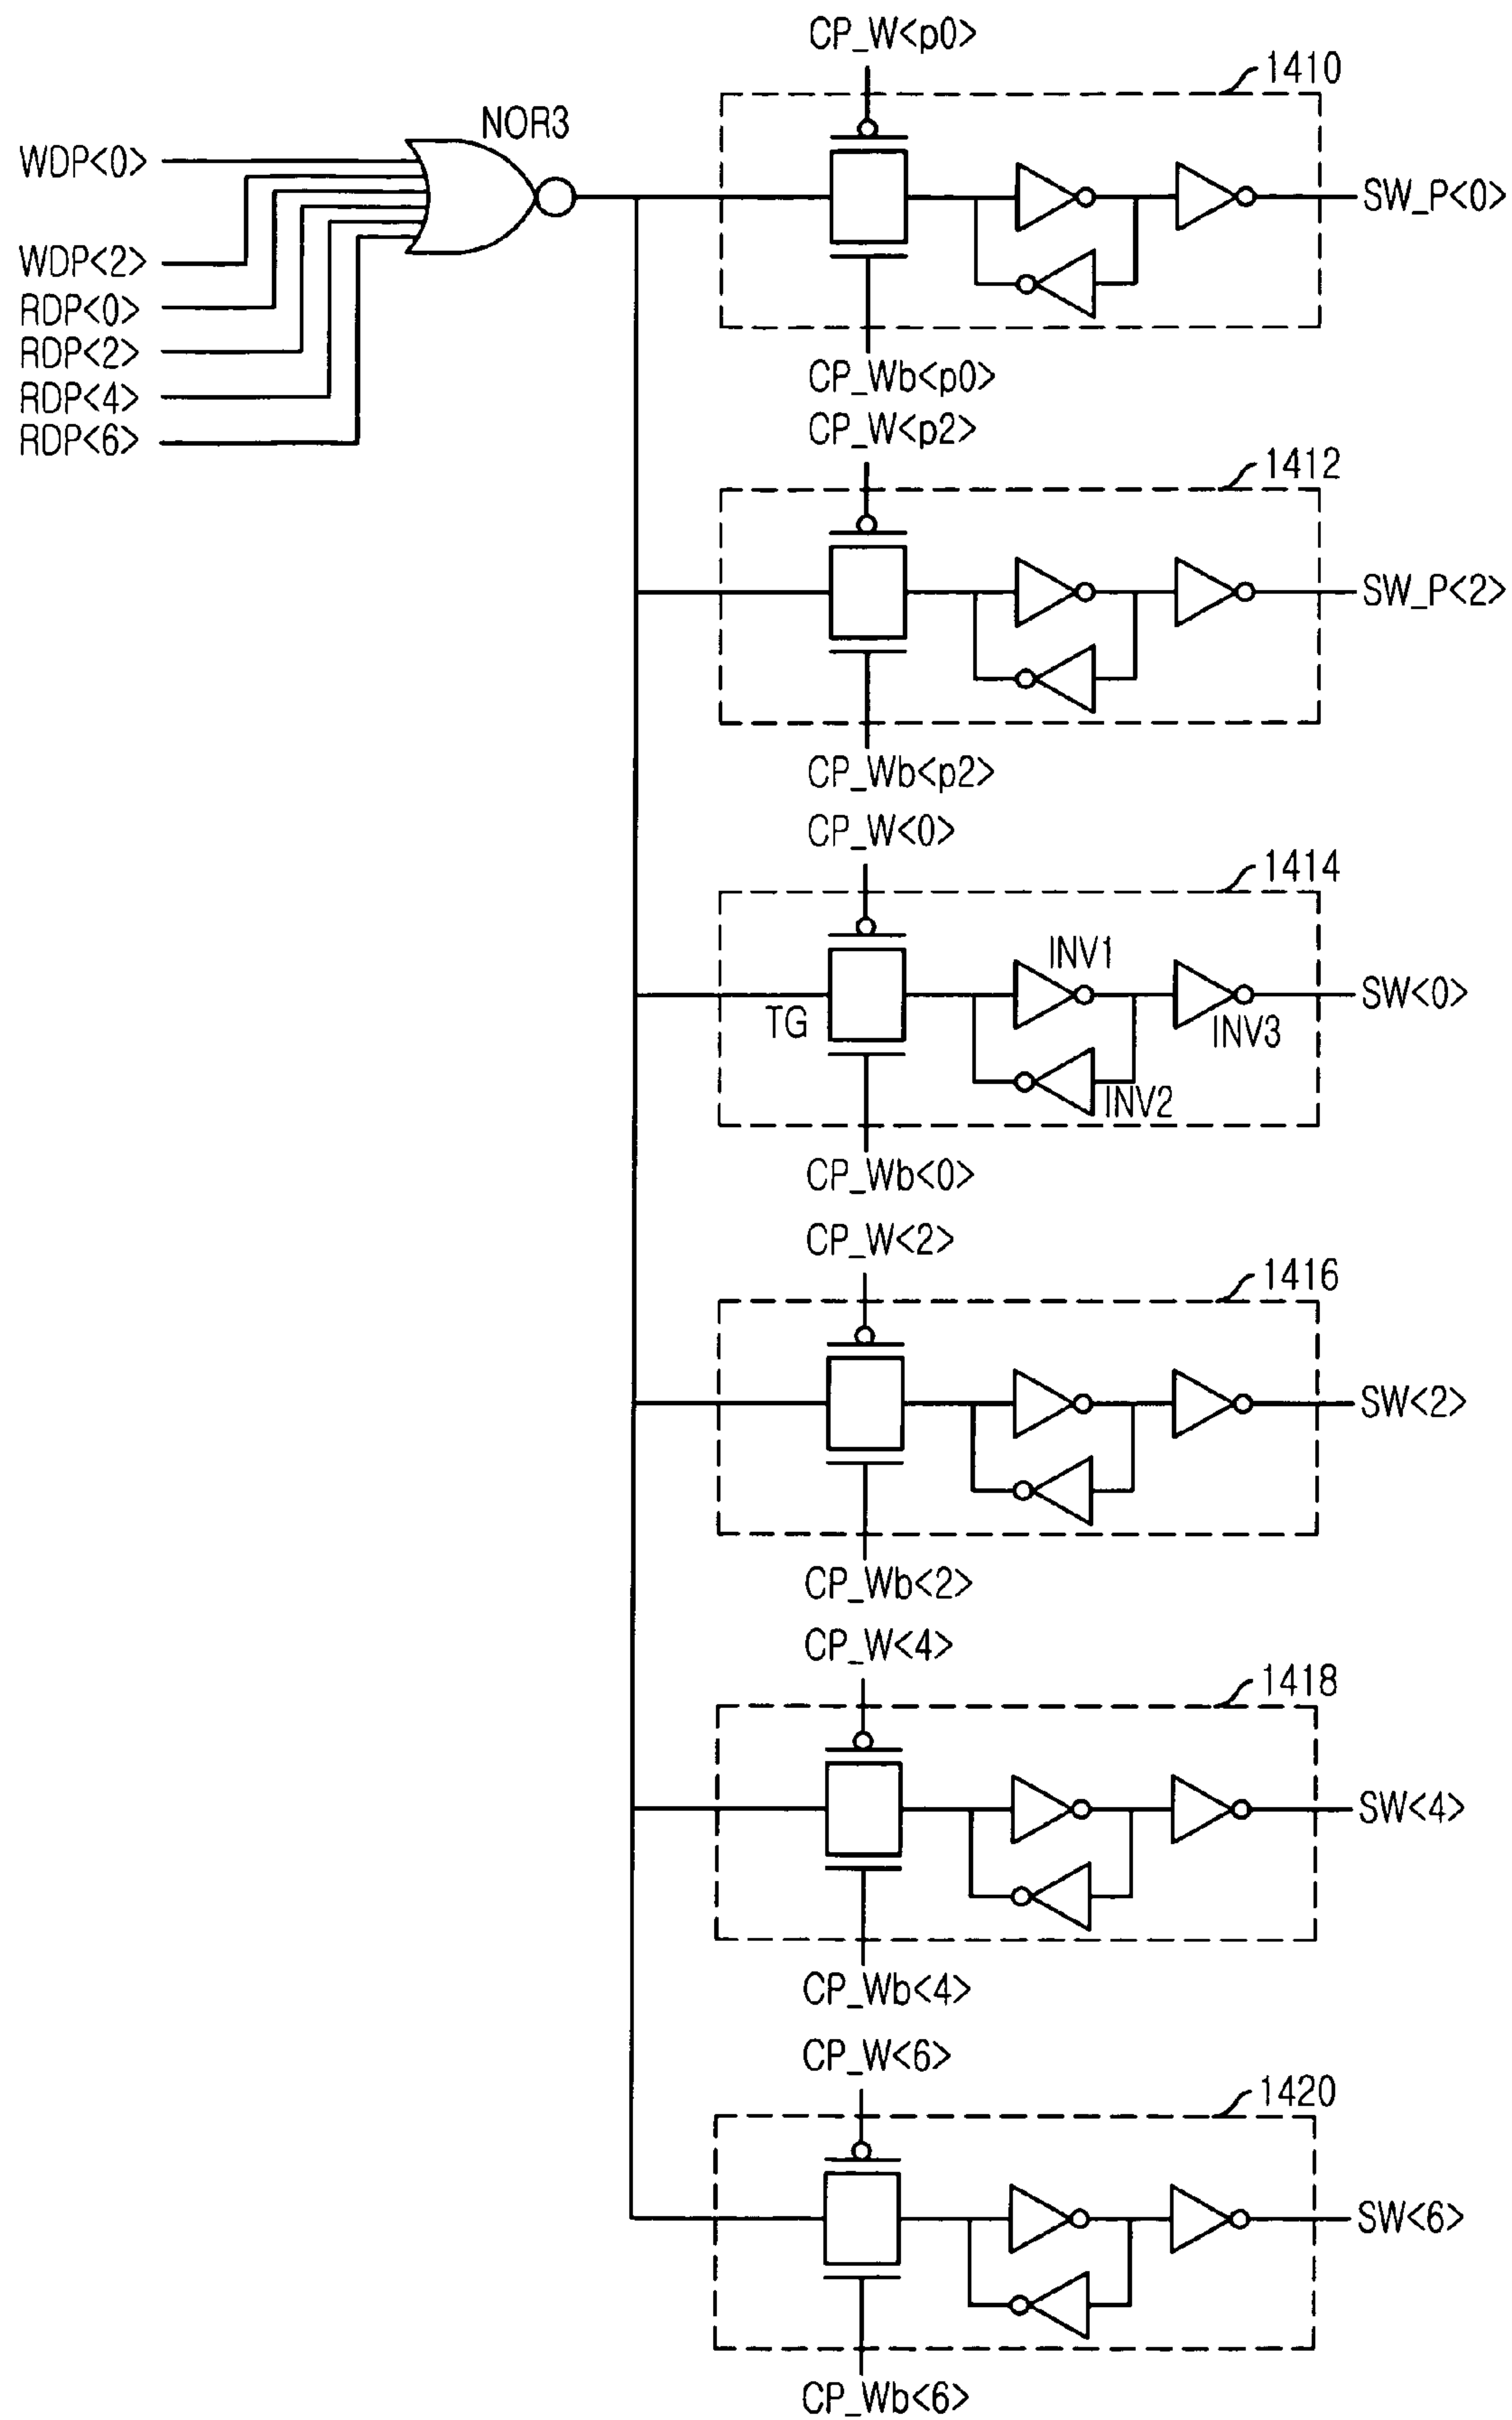 CP_W<p0>
1410
NOR3
WDP<0>
SW_P<0>
WDP<2>
RDP<0>
RDP<2>
RDP<4>
RDP<6>
CP_Wb<p0>
CP_W<p2>
1412
SW_P<2>
CP_Wb<p2>
CP_W<0>
1414
INV1
SW<0>
TG
INV3
INV2
CP_Wb<0>
CP_W<2>
1416
SW<2>
CP_Wb<2>
CP_W<4>
1418
SW<4>
CP_Wb<4>
CP_W<6>
1420
SW<6>
CP_Wb<6>